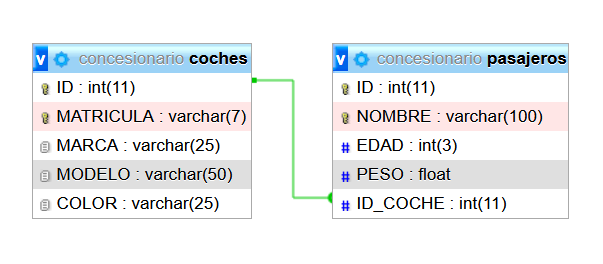 v concesionario coches
ID : int(11)
MATRICULA : varchar(7)
MARCA : varchar(25)
MODELO : varchar(50)
COLOR : varchar(25)
v concesionario pasajeros
ID : int(11)
NOMBRE : varchar(100)
# EDAD : int(3)
# PESO : float
# ID_COCHE : int(11)